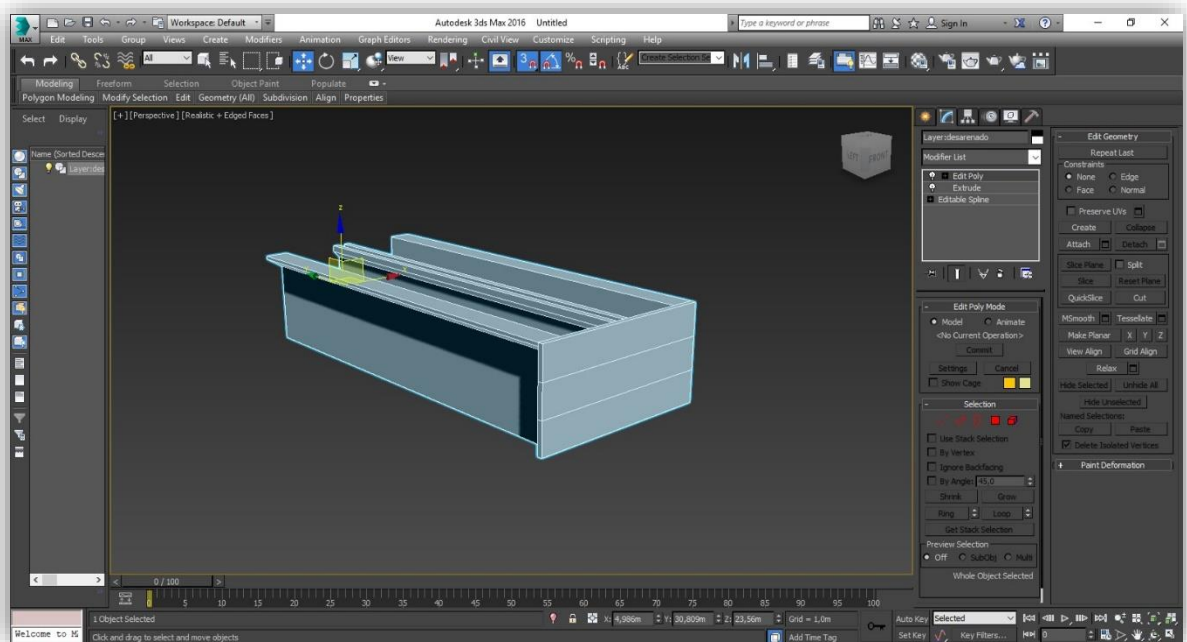 MAX Workspace: Default Autodesk 3ds Max 2016 Untitled Type a keyword or phrase Sign In
Edit Tools Group Views Create Modifiers Animation Graph Editors Rendering Civil View Customize Scripting Help
All View Create Selection Se
Modeling Freeform Selection Object Paint Populate
Polygon Modeling Modify Selection Edit Geometry (All) Subdivision Align Properties
Select Display
[+] [Perspective] [Realistic + Edged Faces]
Name (Sorted Descen
Layer:des
LEFT FRONT
z
Layer:desarenado
Modifier List
Edit Poly
Extrude
Editable Spline
Edit Poly Mode
Model Animate
<No Current Operation>
Commit
Settings Cancel
Show Cage
Selection
Use Stack Selection
By Vertex
Ignore Backfacing
By Angle: 45,0
Shrink Grow
Ring Loop
Get Stack Selection
Preview Selection
Off SubObj Multi
Whole Object Selected
Edit Geometry
Repeat Last
Constraints
None Edge
Face Normal
Preserve UVs
Create Collapse
Attach Detach
Slice Plane Split
Slice Reset Plane
QuickSlice Cut
MSmooth Tessellate
Make Planar X Y Z
View Align Grid Align
Relax
Hide Selected Unhide All
Hide Unselected
Named Selections:
Copy Paste
Delete Isolated Vertices
Paint Deformation
0 / 100
0 5 10 15 20 25 30 35 40 45 50 55 60 65 70 75 80 85 90 95 100
1 Object Selected X: 4,986m Y: 30,809m Z: 23,56m Grid = 1,0m Auto Key Selected
Welcome to M Click and drag to select and move objects Add Time Tag Set Key Key Filters... 0